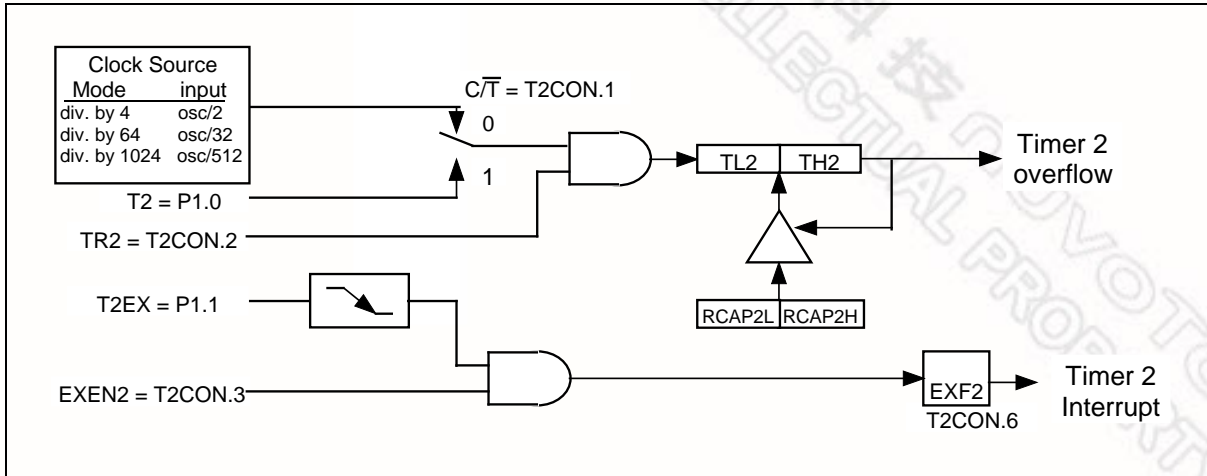 Clock Source
Mode input
div. by 4 osc/2
div. by 64 osc/32
div. by 1024 osc/512
C/T = T2CON.1
0
1
T2 = P1.0
TR2 = T2CON.2
TL2 TH2
Timer 2
overflow
T2EX = P1.1
RCAP2L RCAP2H
EXEN2 = T2CON.3
EXF2
T2CON.6
Timer 2
Interrupt